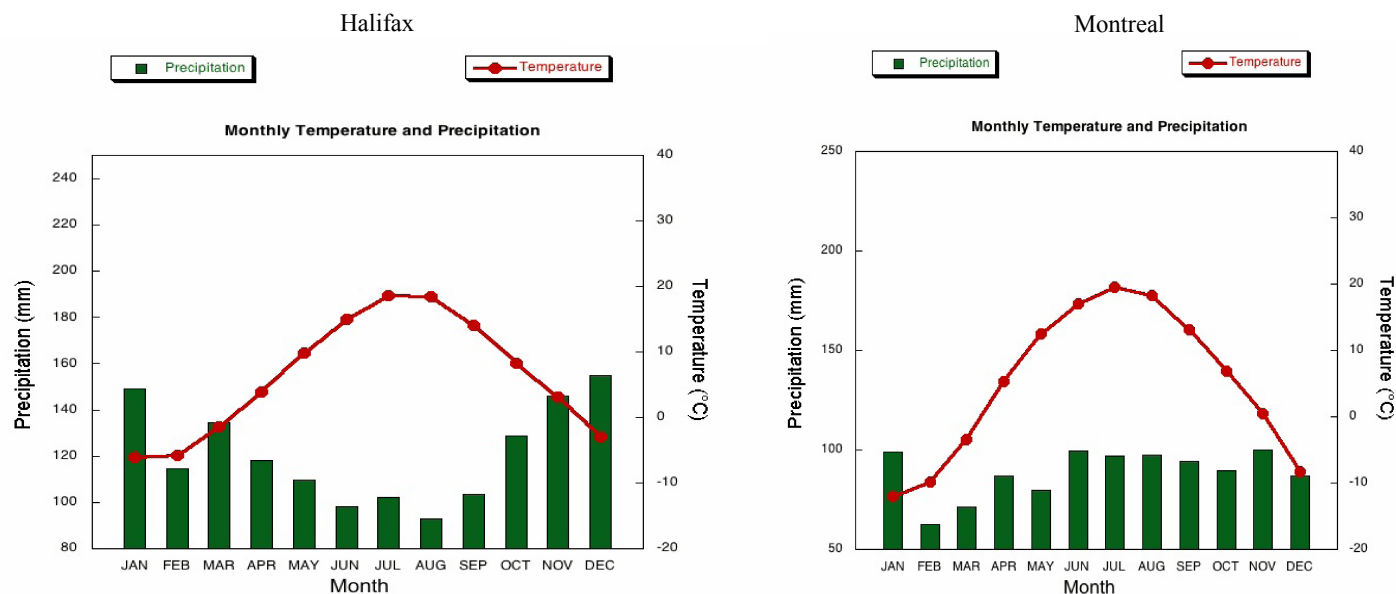 Halifax
Precipitation
Temperature
Monthly Temperature and Precipitation
240
220
200
180
160
140
120
100
80
40
30
20
10
0
-10
-20
Precipitation (mm)
Temperature (°C)
JAN FEB MAR APR MAY JUN JUL AUG SEP OCT NOV DEC
Month
Montreal
Precipitation
Temperature
Monthly Temperature and Precipitation
250
200
150
100
50
40
30
20
10
0
-10
-20
Precipitation (mm)
Temperature (°C)
JAN FEB MAR APR MAY JUN JUL AUG SEP OCT NOV DEC
Month